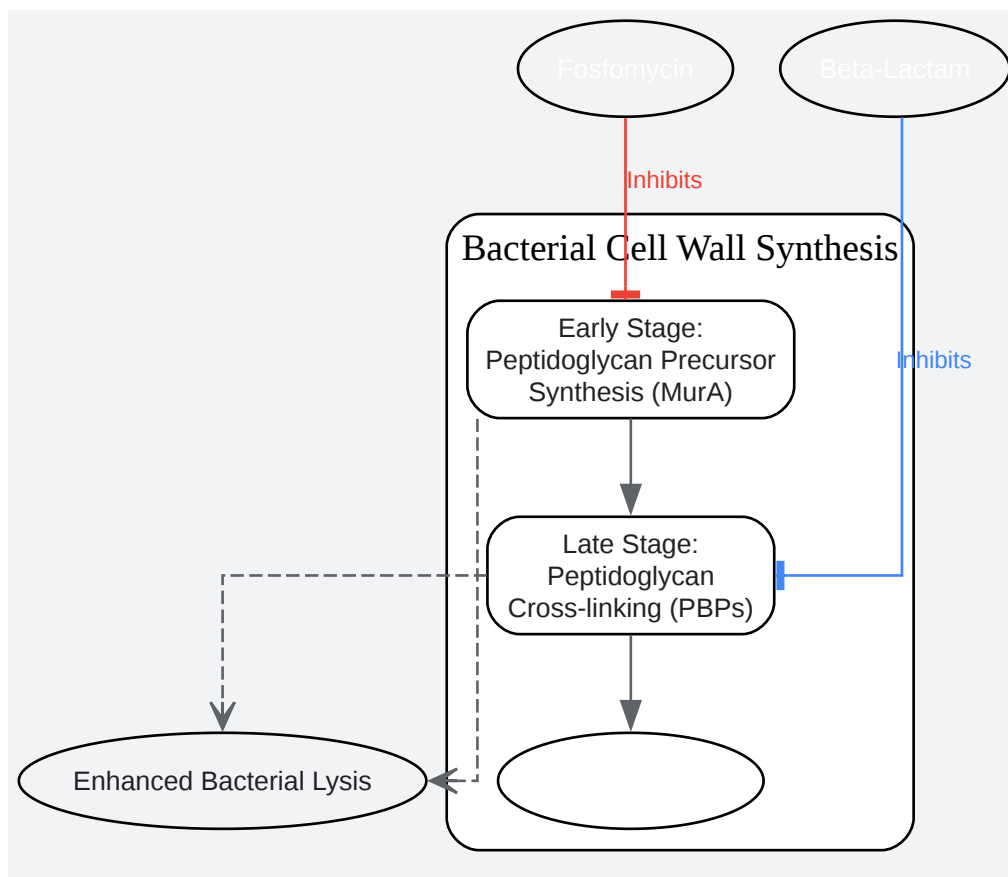 Fosfomycin
Beta-Lactam
Inhibits
Bacterial Cell Wall Synthesis
Early Stage:
Peptidoglycan Precursor
Synthesis (MurA)
Inhibits
Late Stage:
Peptidoglycan
Cross-linking (PBPs)
Enhanced Bacterial Lysis